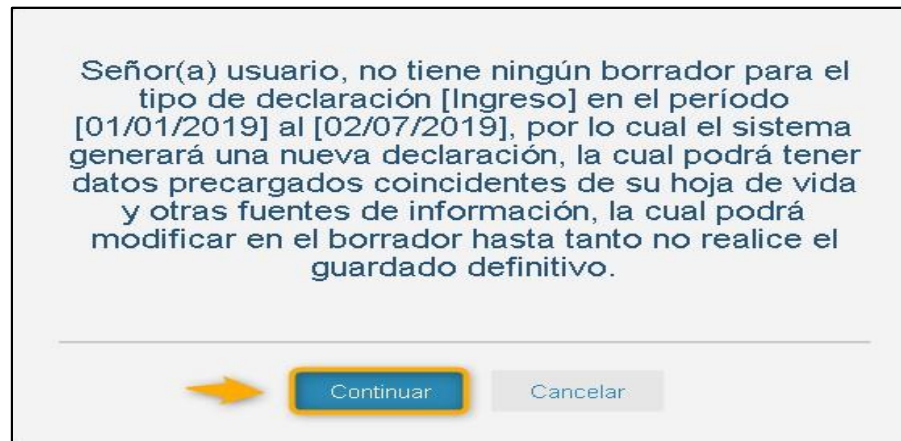 Señor(a) usuario, no tiene ningún borrador para el
tipo de declaración [Ingreso] en el período
[01/01/2019] al [02/07/2019], por lo cual el sistema
generará una nueva declaración, la cual podrá tener
datos precargados coincidentes de su hoja de vida
y otras fuentes de información, la cual podrá
modificar en el borrador hasta tanto no realice el
guardado definitivo.
Continuar
Cancelar